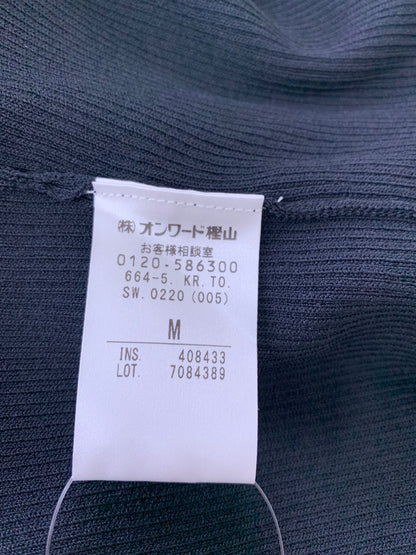 ㈱オンワード樫山
お客様相談室
0120-586300
664-5. KR.TO.
SW.0220 (005)
M
INS. 408433
LOT. 7084389